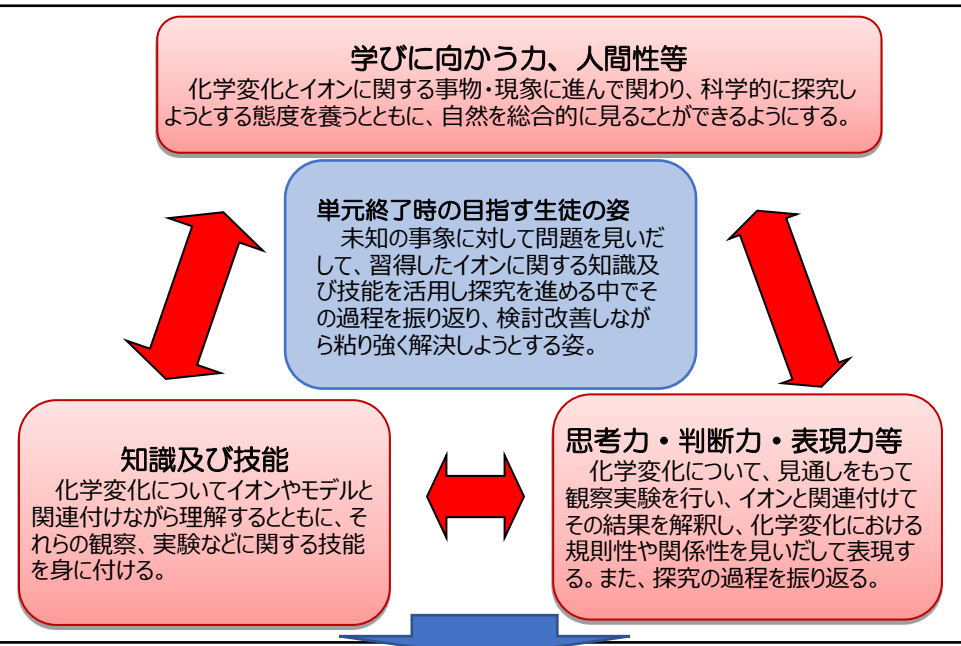 学びに向かう力、人間性等
化学変化とイオンに関する事物・現象に進んで関わり、科学的に探究し
ようとする態度を養うとともに、自然を総合的に見ることができるようにする。
単元終了時の目指す生徒の姿
未知の事象に対して問題を見いだ
して、習得したイオンに関する知識及
び技能を活用し探究を進める中でそ
の過程を振り返り、検討改善しなが
ら粘り強く解決しようとする姿。
知識及び技能
化学変化についてイオンやモデルと
関連付けながら理解するとともに、そ
れらの観察、実験などに関する技能
を身に付ける。
思考力・判断力・表現力等
化学変化について、見通しをもって
観察実験を行い、イオンと関連付けて
その結果を解釈し、化学変化における
規則性や関係性を見いだして表現す
る。また、探究の過程を振り返る。